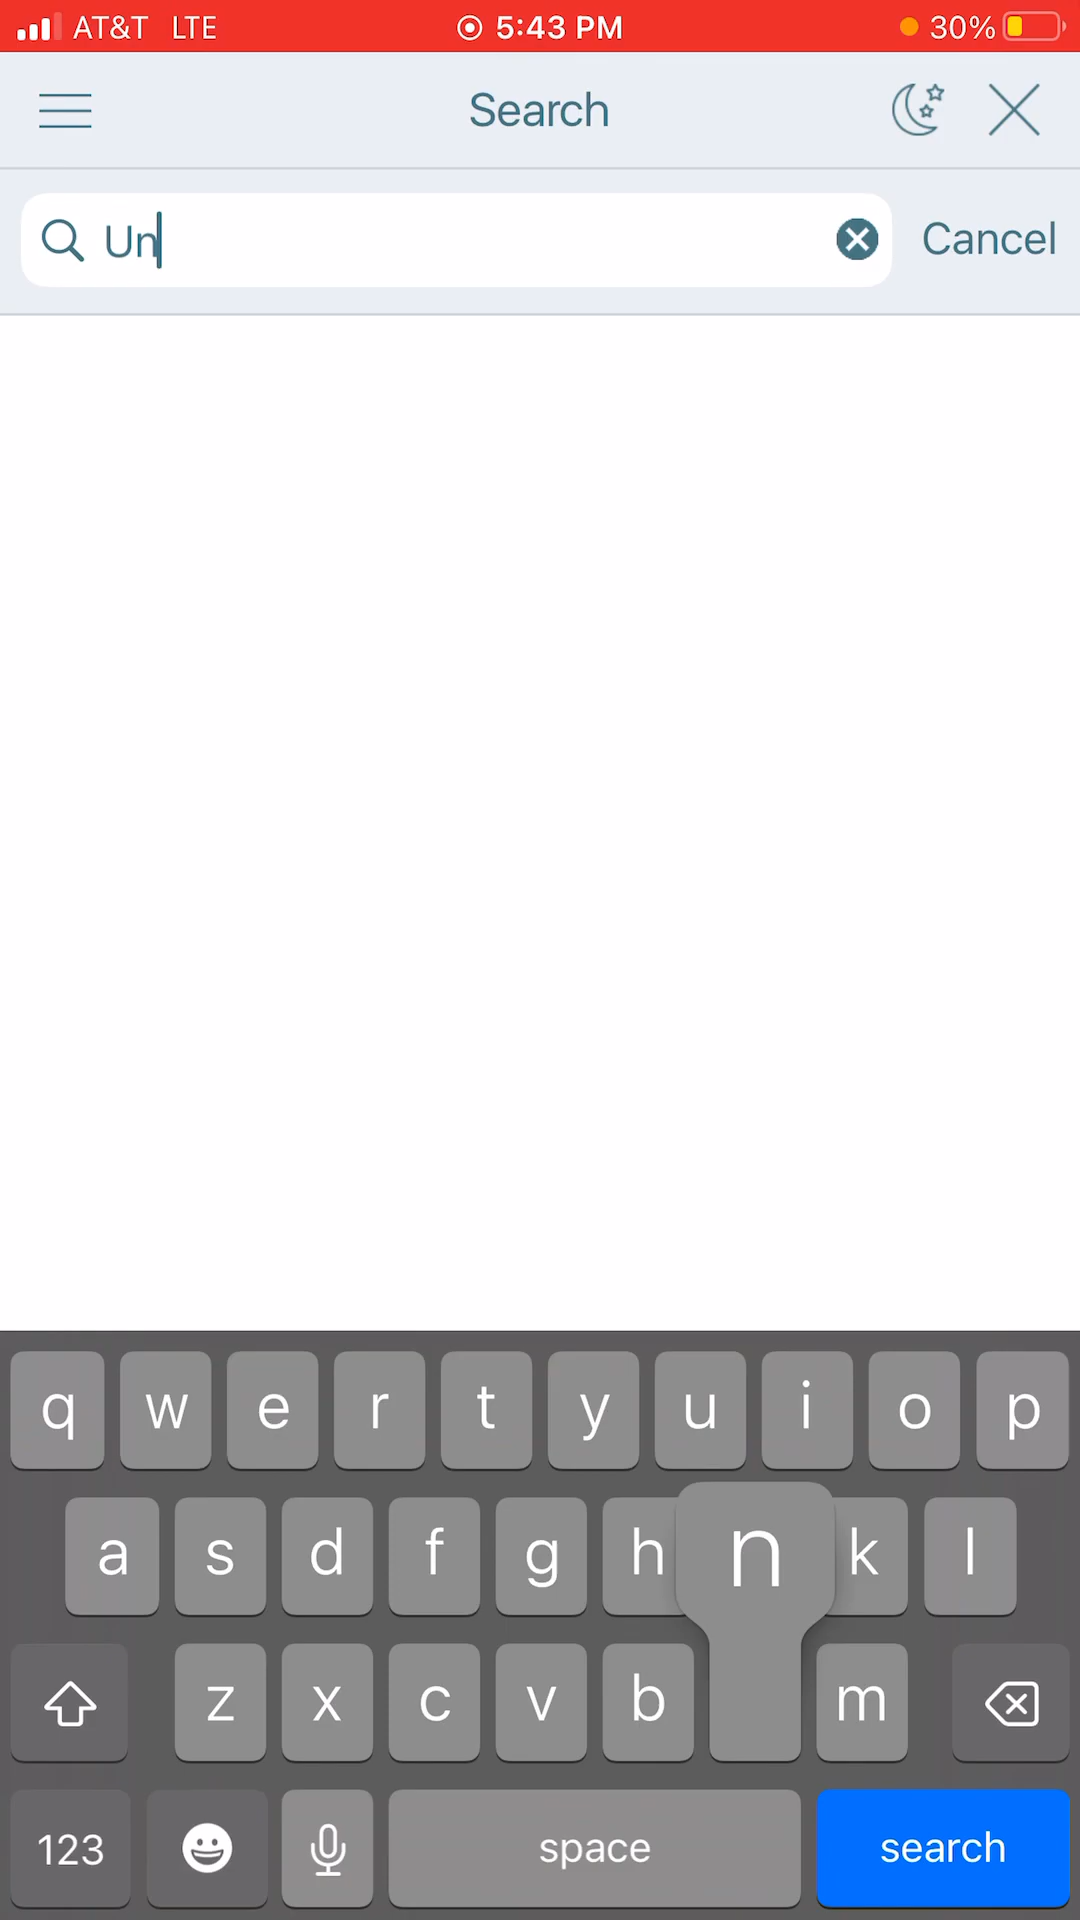 AT&T LTE 5:43 PM 30%
Search
Un Cancel
q w e r t y u i o p
a s d f g h n k l
z x c v b m
123 space search